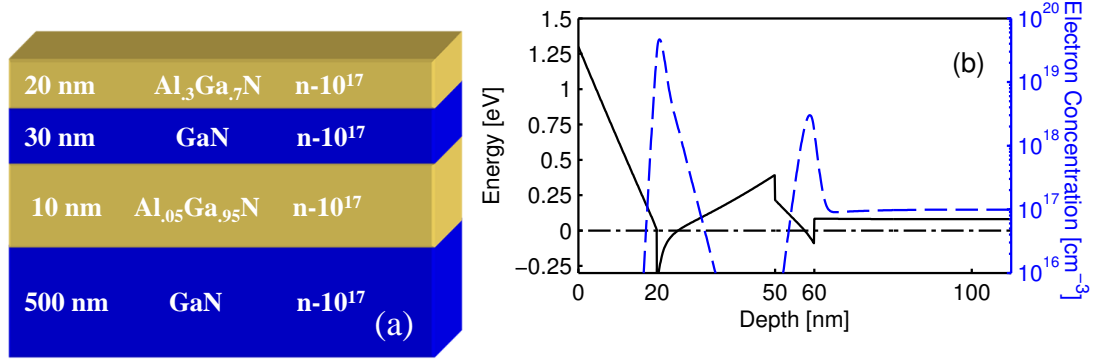 20 nm Al.3Ga.7N n-10¹⁷
30 nm GaN n-10¹⁷
10 nm Al.05Ga.95N n-10¹⁷
500 nm GaN n-10¹⁷
(a)
(b)
Energy [eV]
1.5
1.25
1
0.75
0.5
0.25
0
−0.25
0
20
50
60
100
Depth [nm]
10²⁰
10¹⁹
10¹⁸
10¹⁷
10¹⁶
Electron Concentration [cm⁻³]